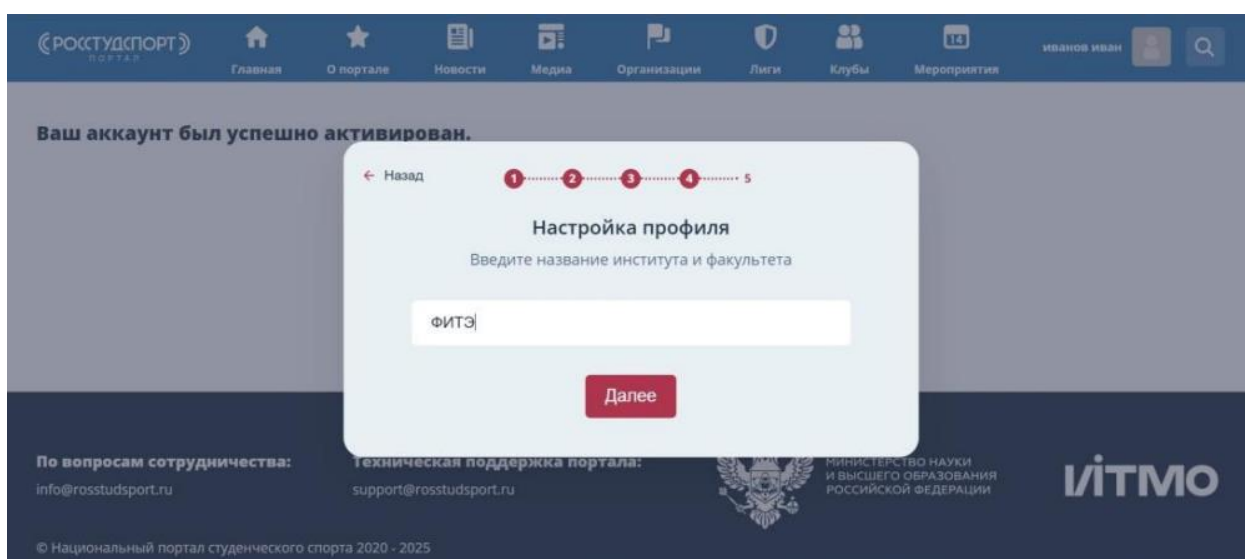 РОССТУДСПОРТ
ПОРТАЛ
Главная
О портале
Новости
Медиа
Организации
Лиги
Клубы
14
Мероприятия
иванов иван
Ваш аккаунт был успешно активирован.
← Назад
1 2 3 4 5
Настройка профиля
Введите название института и факультета
ФИТЭ
Далее
По вопросам сотрудничества:
info@rosstudsport.ru
Техническая поддержка портала:
support@rosstudsport.ru
МИНИСТЕРСТВО НАУКИ
И ВЫСШЕГО ОБРАЗОВАНИЯ
РОССИЙСКОЙ ФЕДЕРАЦИИ
ИТМО
© Национальный портал студенческого спорта 2020 - 2025